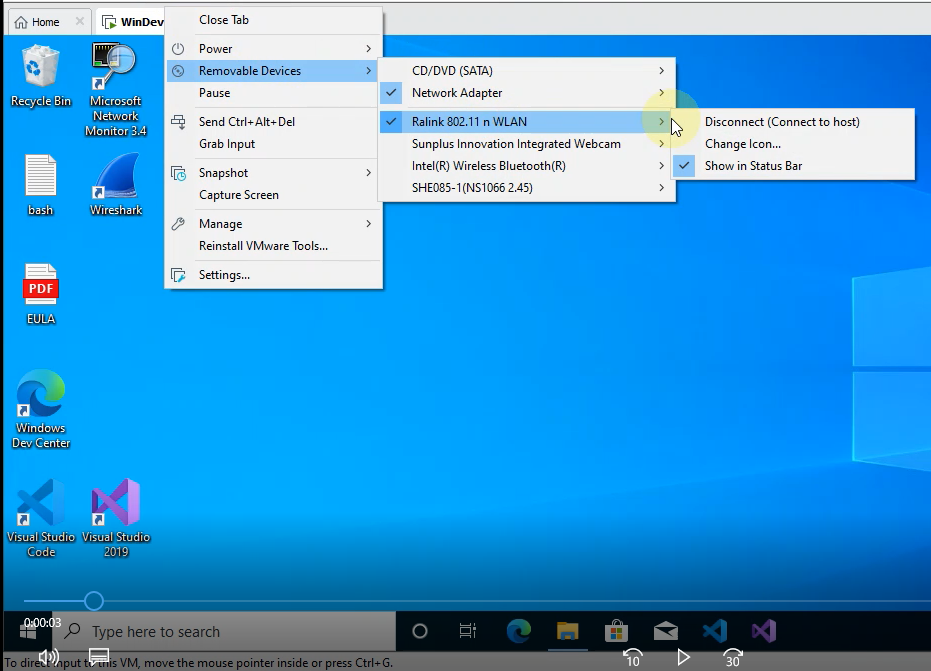 Home
WinDev
Close Tab
Power
Removable Devices
Pause
Send Ctrl+Alt+Del
Grab Input
Snapshot
Capture Screen
Manage
Reinstall VMware Tools...
Settings...
CD/DVD (SATA)
Network Adapter
Ralink 802.11 n WLAN
Sunplus Innovation Integrated Webcam
Intel(R) Wireless Bluetooth(R)
SHE085-1(NS1066 2.45)
Disconnect (Connect to host)
Change Icon...
Show in Status Bar
Recycle Bin
Microsoft
Network
Monitor 3.4
bash
Wireshark
PDF
EULA
Windows
Dev Center
Visual Studio
Code
Visual Studio
2019
0:00:03
Type here to search
To direct input to this VM, move the mouse pointer inside or press Ctrl+G.
10
30